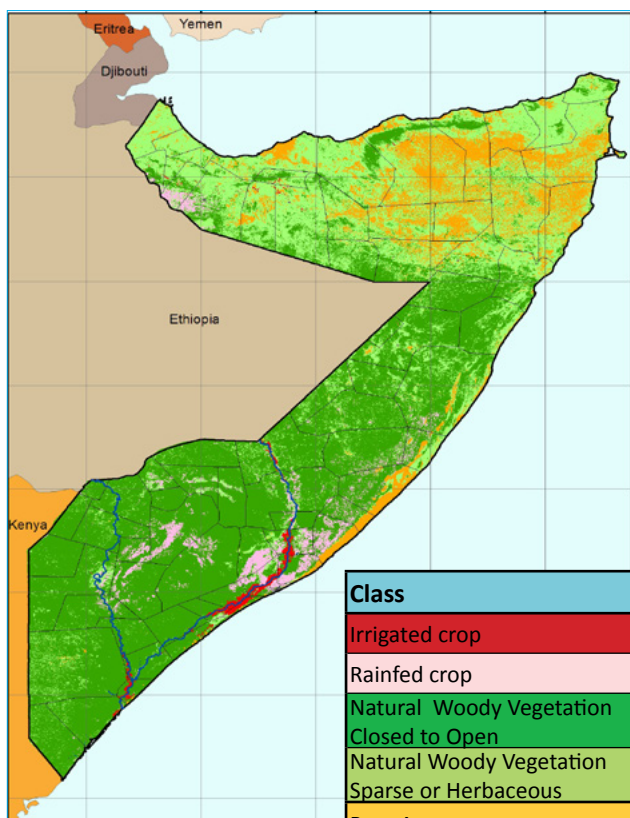 Eritrea
Yemen
Djibouti
Ethiopia
Kenya
Class
Irrigated crop
Rainfed crop
Natural Woody Vegetation
Closed to Open
Natural Woody Vegetation
Sparse or Herbaceous